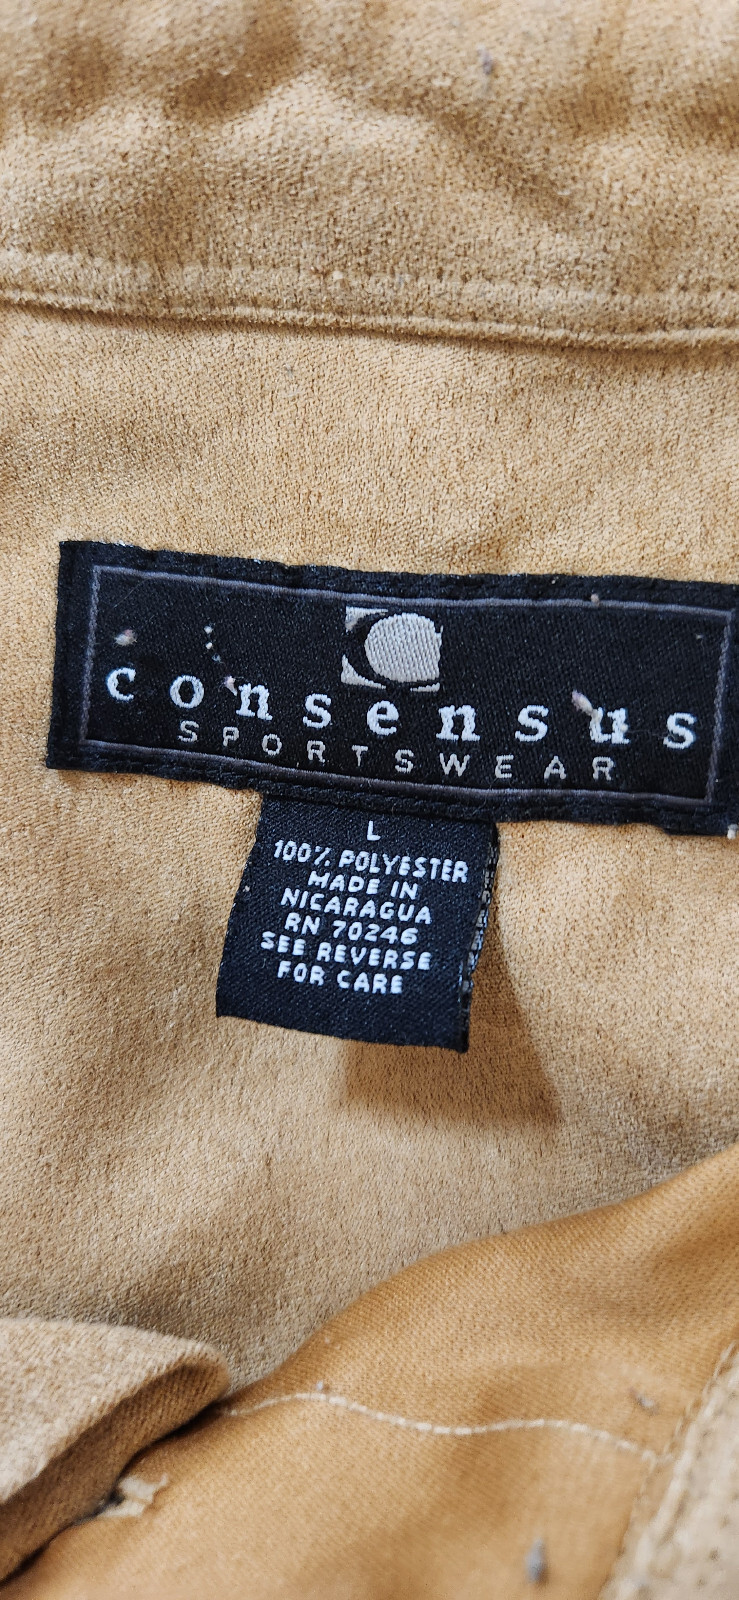 consensus
SPORTSWEAR
L
100% POLYESTER
MADE IN
NICARAGUA
RN 70246
SEE REVERSE
FOR CARE